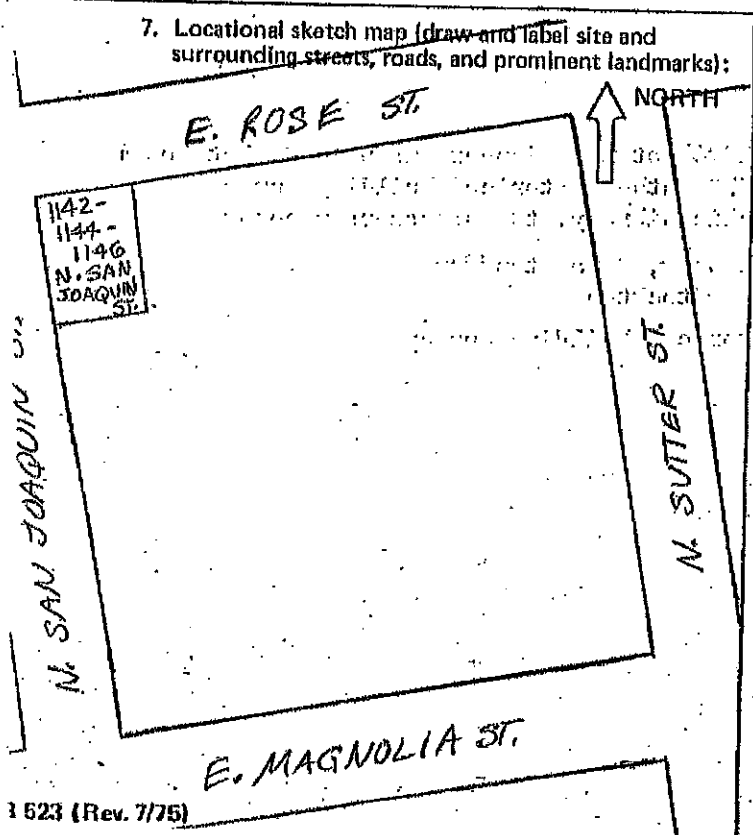 7. Locational sketch map (draw and label site and
surrounding streets, roads, and prominent landmarks):
NORTH
E. ROSE ST.
1142-
1144-
1146
N. SAN
JOAQUIN
ST.
N. SAN JOAQUIN
N. SUTTER ST.
E. MAGNOLIA ST.
523 (Rev. 7/75)